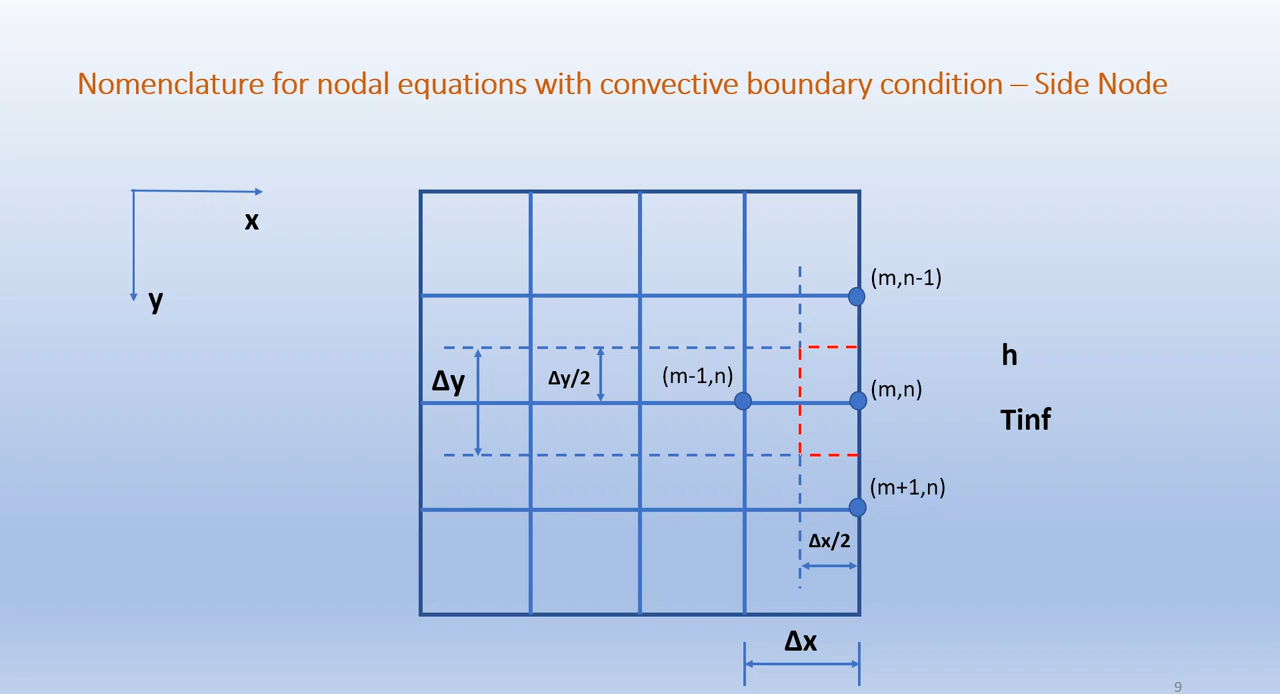 Nomenclature for nodal equations with convective boundary condition – Side Node
x
y
(m,n-1)
h
Δy
Δy/2
(m-1,n)
(m,n)
Tinf
(m+1,n)
Δx/2
Δx
9